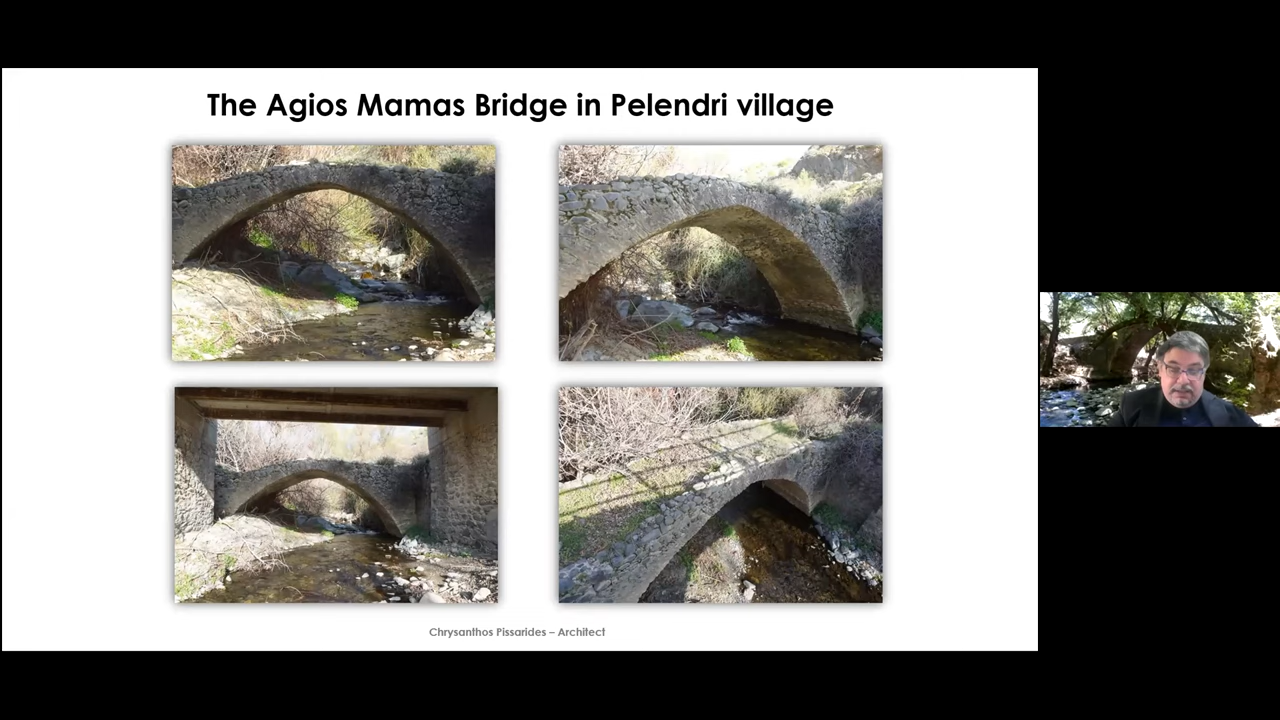 The Agios Mamas Bridge in Pelendri village
Chrysanthos Pissarides – Architect